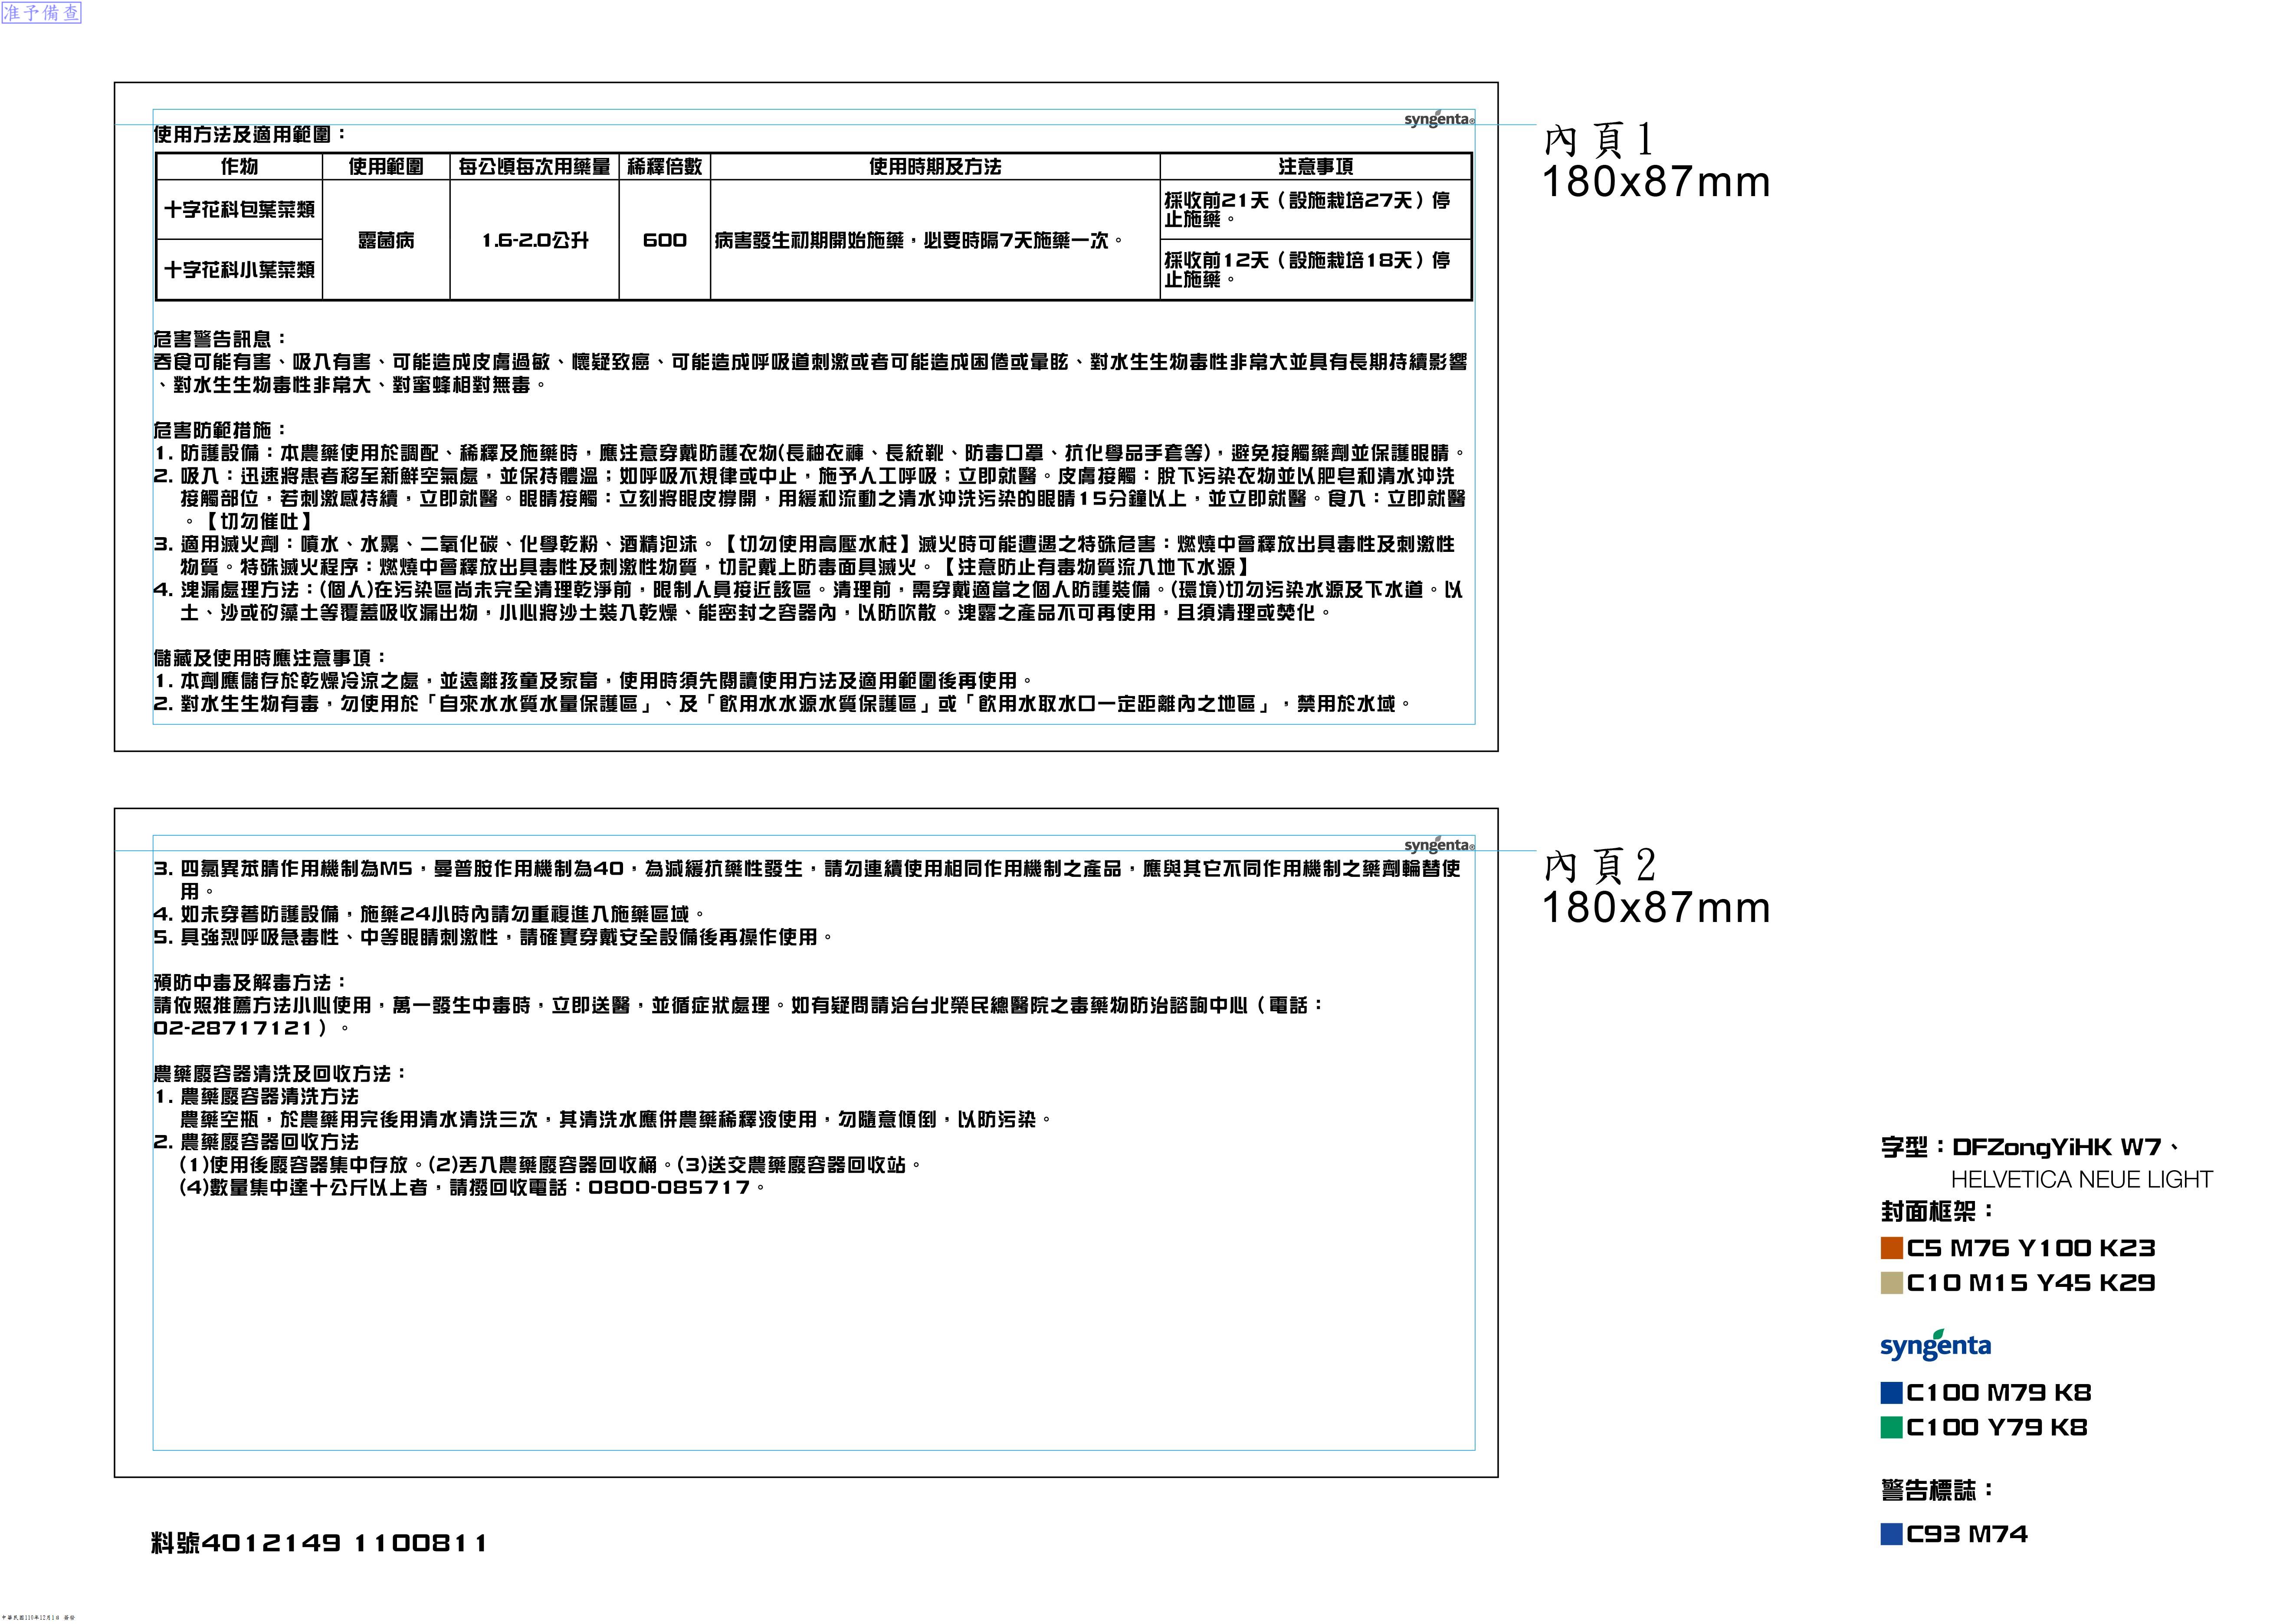 准予備查
syngenta®
使用方法及適用範圍：
作物 使用範圍 每公頃每次用藥量 稀釋倍數 使用時期及方法 注意事項
十字花科包葉菜類 露菌病 1.6-2.0公升 600 病害發生初期開始施藥，必要時隔7天施藥一次。 採收前21天（設施栽培27天）停
止施藥。
十字花科小葉菜類 採收前12天（設施栽培18天）停
止施藥。
危害警告訊息：
吞食可能有害、吸入有害、可能造成皮膚過敏、懷疑致癌、可能造成呼吸道刺激或者可能造成困倦或暈眩、對水生生物毒性非常大並具有長期持續影響
、對水生生物毒性非常大、對蜜蜂相對無毒。
危害防範措施：
1. 防護設備：本農藥使用於調配、稀釋及施藥時，應注意穿戴防護衣物(長袖衣褲、長統靴、防毒口罩、抗化學品手套等)，避免接觸藥劑並保護眼睛。
2. 吸入：迅速將患者移至新鮮空氣處，並保持體溫；如呼吸不規律或中止，施予人工呼吸；立即就醫。皮膚接觸：脫下污染衣物並以肥皂和清水沖洗
接觸部位，若刺激感持續，立即就醫。眼睛接觸：立刻將眼皮撐開，用緩和流動之清水沖洗污染的眼睛15分鐘以上，並立即就醫。食入：立即就醫
。【切勿催吐】
3. 適用滅火劑：噴水、水霧、二氧化碳、化學乾粉、酒精泡沫。【切勿使用高壓水柱】滅火時可能遭遇之特殊危害：燃燒中會釋放出具毒性及刺激性
物質。特殊滅火程序：燃燒中會釋放出具毒性及刺激性物質，切記戴上防毒面具滅火。【注意防止有毒物質流入地下水源】
4. 洩漏處理方法：(個人)在污染區尚未完全清理乾淨前，限制人員接近該區。清理前，需穿戴適當之個人防護裝備。(環境)切勿污染水源及下水道。以
土、沙或矽藻土等覆蓋吸收漏出物，小心將沙土裝入乾燥、能密封之容器內，以防吹散。洩露之產品不可再使用，且須清理或焚化。
儲藏及使用時應注意事項：
1. 本劑應儲存於乾燥冷涼之處，並遠離孩童及家畜，使用時須先閱讀使用方法及適用範圍後再使用。
2. 對水生生物有毒，勿使用於「自來水水質水量保護區」、及「飲用水水源水質保護區」或「飲用水取水口一定距離內之地區」，禁用於水域。
內頁1
180x87mm
syngenta®
3. 四氯異苯腈作用機制為M5，曼普胺作用機制為40，為減緩抗藥性發生，請勿連續使用相同作用機制之產品，應與其它不同作用機制之藥劑輪替使
用。
4. 如未穿著防護設備，施藥24小時內請勿重複進入施藥區域。
5. 具強烈呼吸急毒性、中等眼睛刺激性，請確實穿戴安全設備後再操作使用。
預防中毒及解毒方法：
請依照推薦方法小心使用，萬一發生中毒時，立即送醫，並循症狀處理。如有疑問請洽台北榮民總醫院之毒藥物防治諮詢中心（電話：
02-28717121）。
農藥廢容器清洗及回收方法：
1. 農藥廢容器清洗方法
農藥空瓶，於農藥用完後用清水清洗三次，其清洗水應併農藥稀釋液使用，勿隨意傾倒，以防污染。
2. 農藥廢容器回收方法
(1)使用後廢容器集中存放。(2)丟入農藥廢容器回收桶。(3)送交農藥廢容器回收站。
(4)數量集中達十公斤以上者，請撥回收電話：0800-085717。
內頁2
180x87mm
字型：DFZongYiHK W7、
HELVETICA NEUE LIGHT
封面框架：
C5 M76 Y100 K23
C10 M15 Y45 K29
syngenta
C100 M79 K8
C100 Y79 K8
警告標誌：
C93 M74
料號4012149 1100811
中華民國110年12月1日